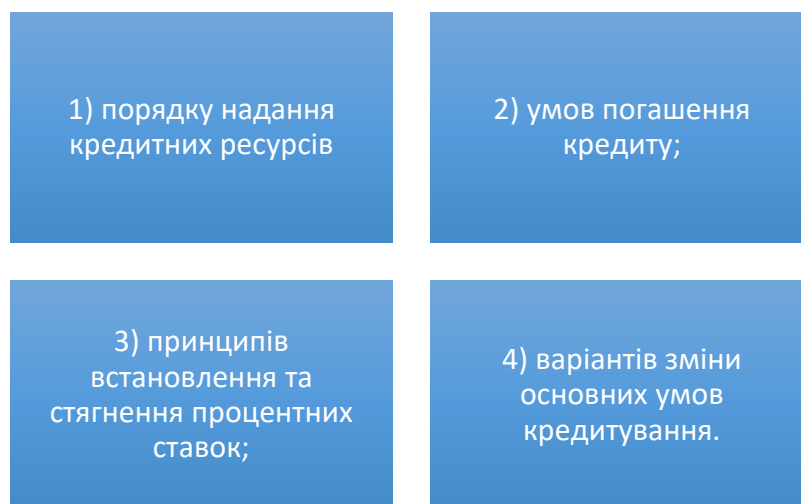 1) порядку надання
кредитних ресурсів
2) умов погашення
кредиту;
3) принципів
встановлення та
стягнення процентних
ставок;
4) варіантів зміни
основних умов
кредитування.